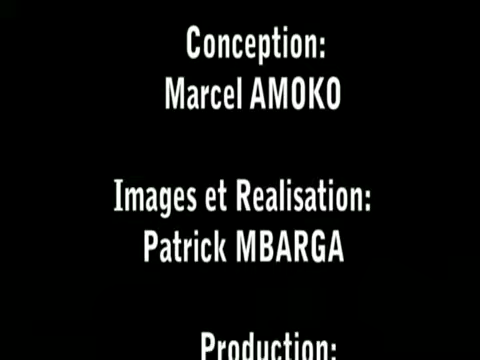 Conception:
Marcel AMOKO
Images et Realisation:
Patrick MBARGA
Production: